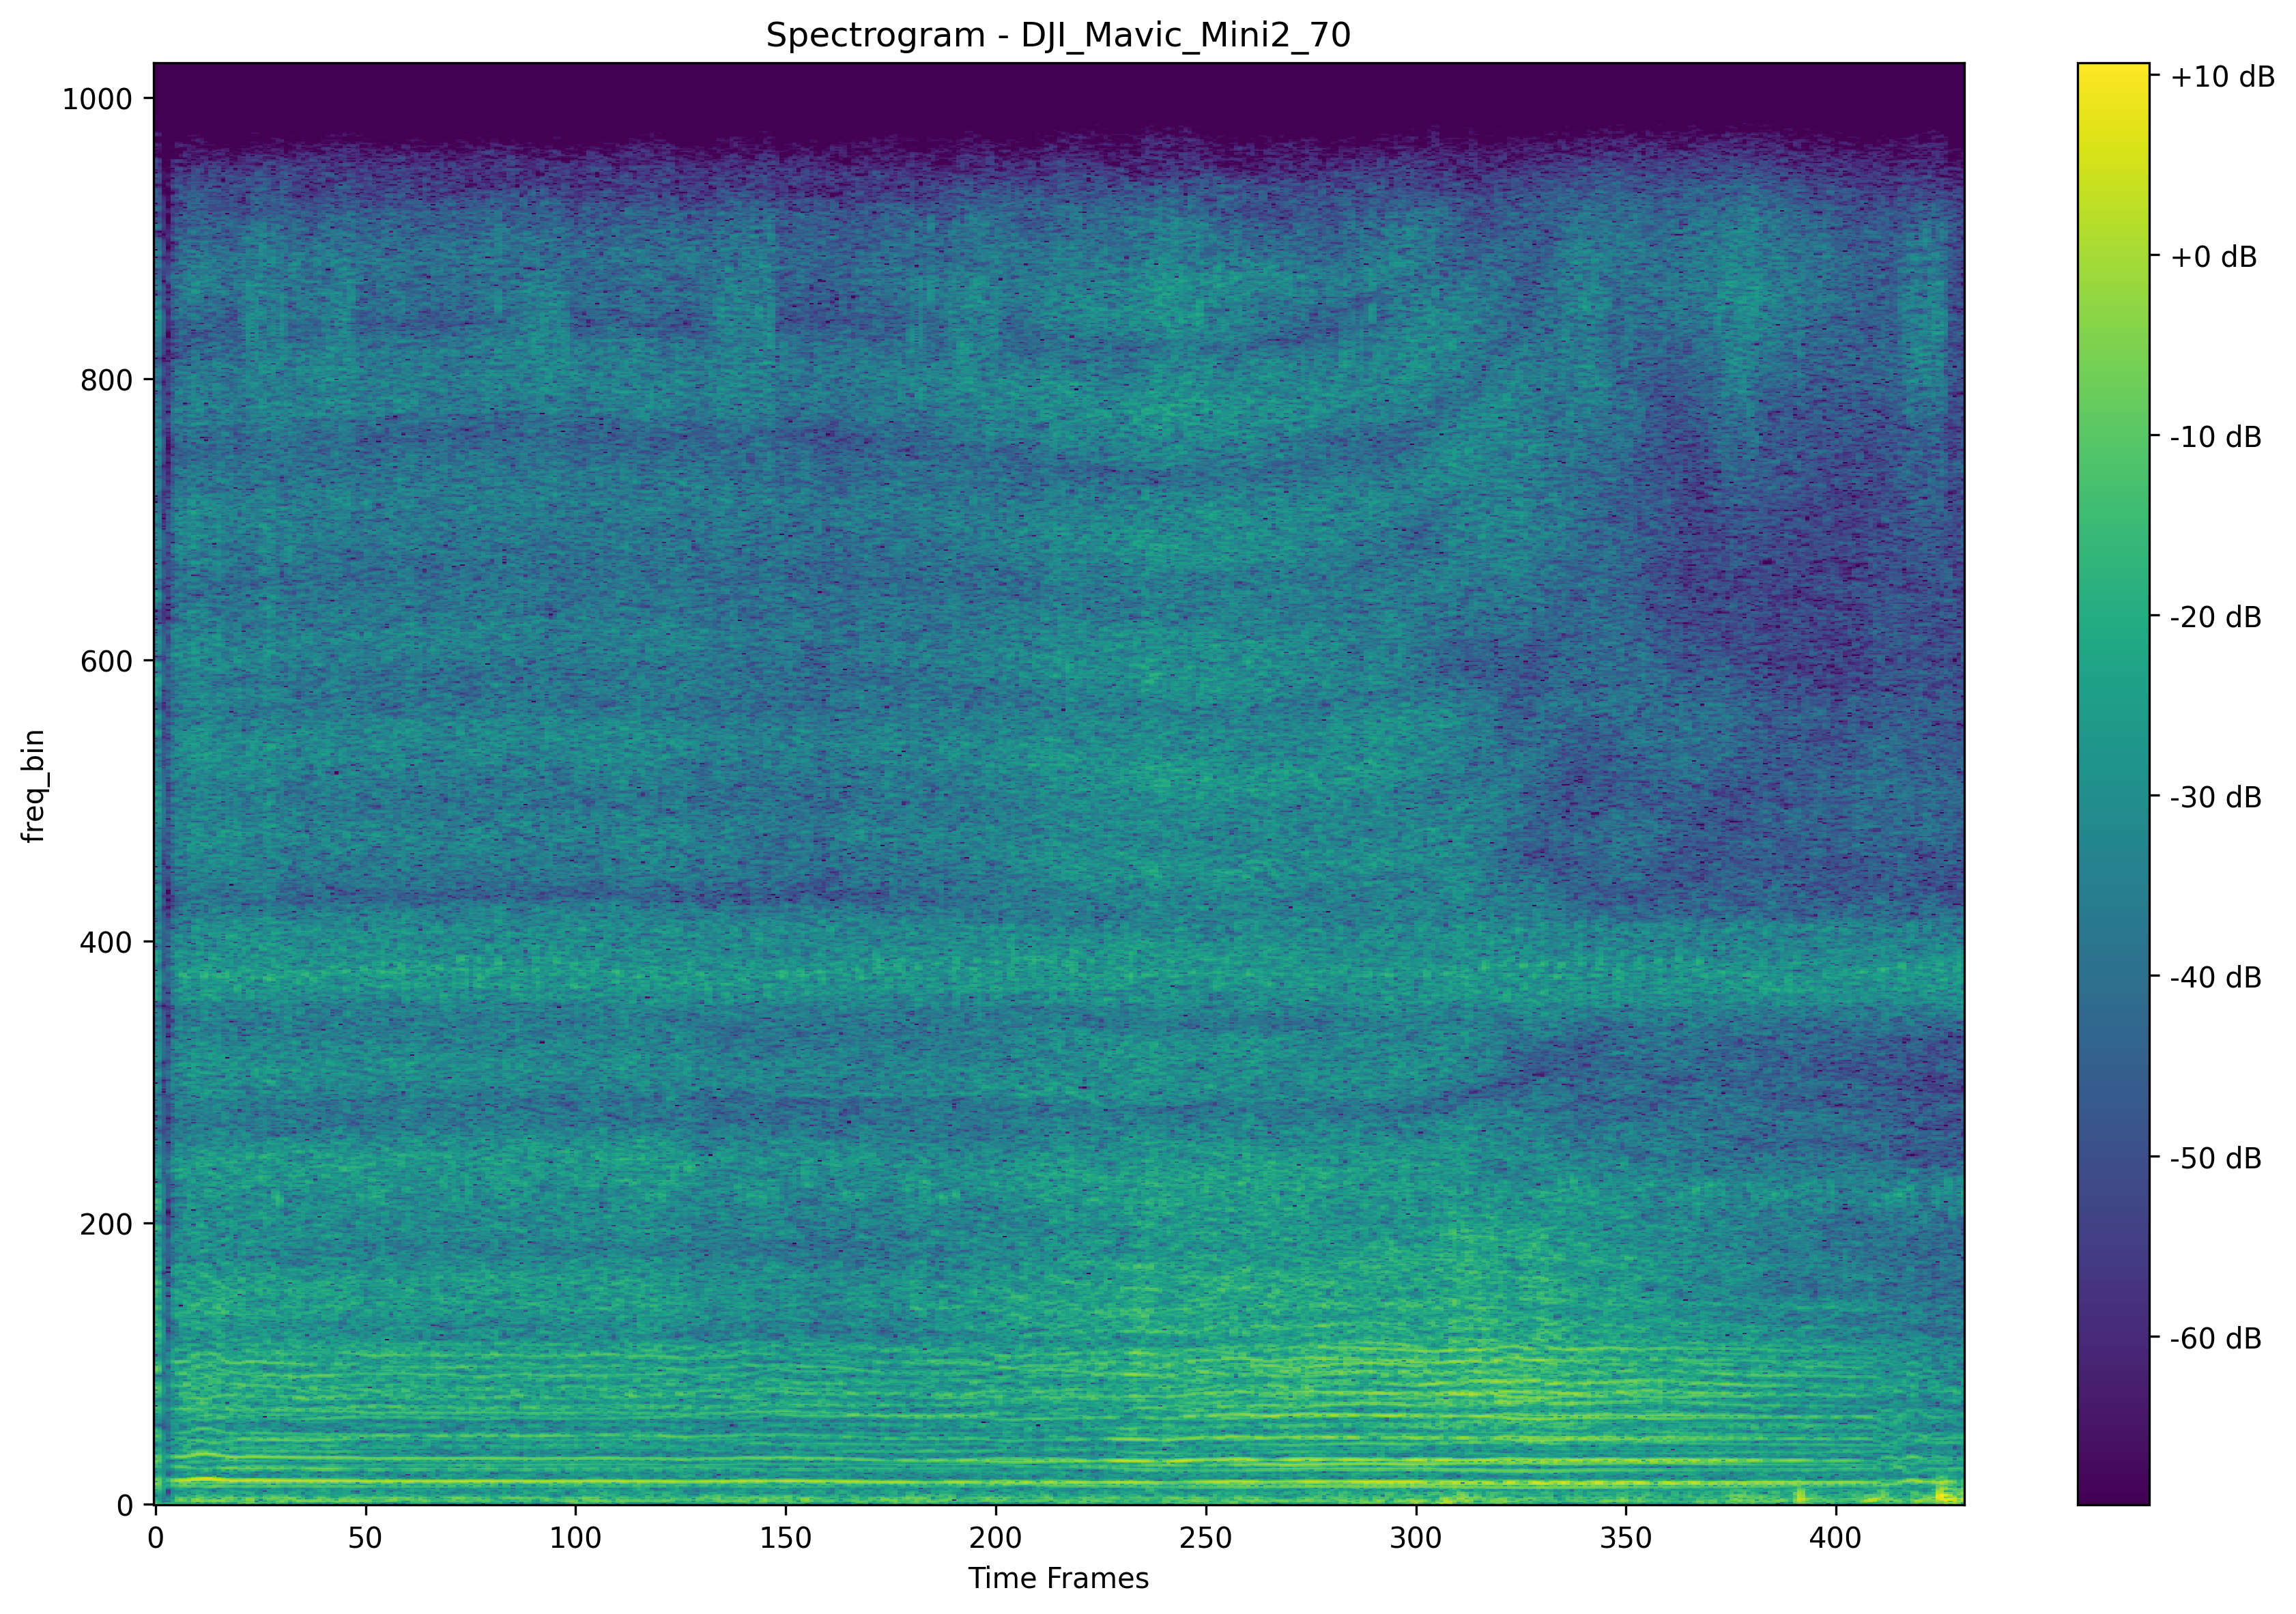 Spectrogram - DJI_Mavic_Mini2_70
1000
800
600
400
200
0
freq_bin
0 50 100 150 200 250 300 350 400
Time Frames
+10 dB
+0 dB
-10 dB
-20 dB
-30 dB
-40 dB
-50 dB
-60 dB